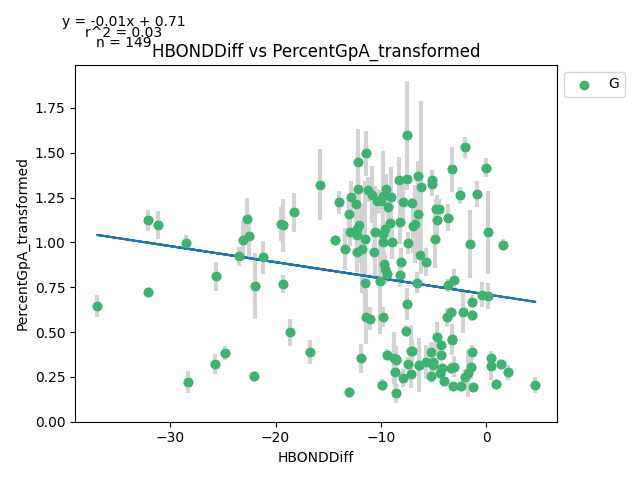 y = -0.01x + 0.71
r^2 = 0.03
n = 149
HBONDDiff vs PercentGpA_transformed
G
PercentGpA_transformed
1.75
1.50
1.25
1.00
0.75
0.50
0.25
0.00
−30
−20
−10
0
HBONDDiff